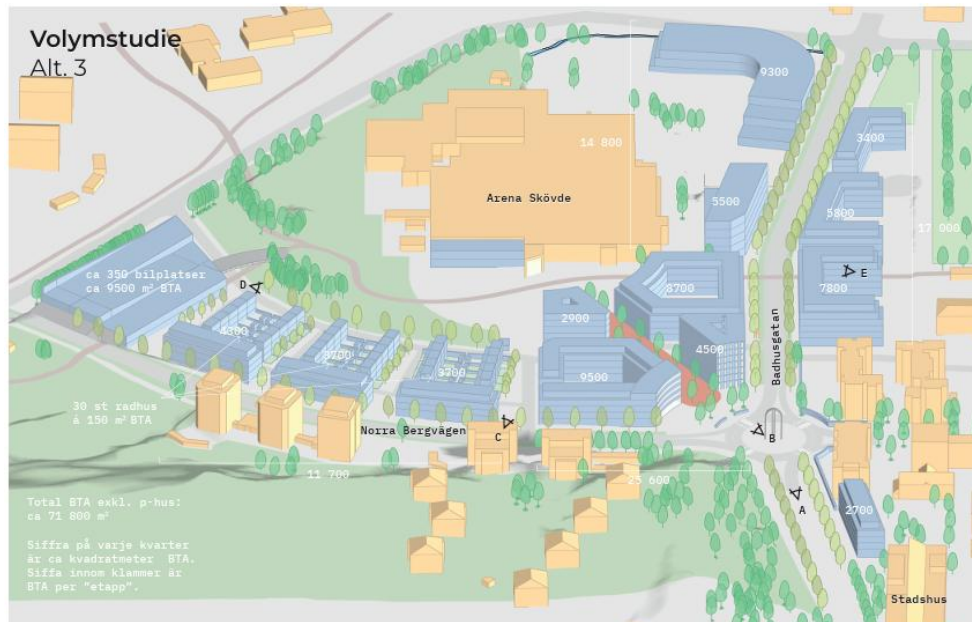 Volymstudie
Alt. 3
9300
14 800
3400
Arena Skövde
5500
5800
17 000
ca 350 bilplatser
ca 9500 m² BTA
D
E
8700
7800
2900
4300
3700
3700
4500
9500
Badhusgatan
30 st radhus
á 150 m² BTA
Norra Bergvägen
C
B
11 700
25 600
A
2700
Total BTA exkl. p-hus:
ca 71 800 m²
Siffra på varje kvarter
är ca kvadratmeter BTA.
Siffa innom klammer är
BTA per "etapp".
Stadshus